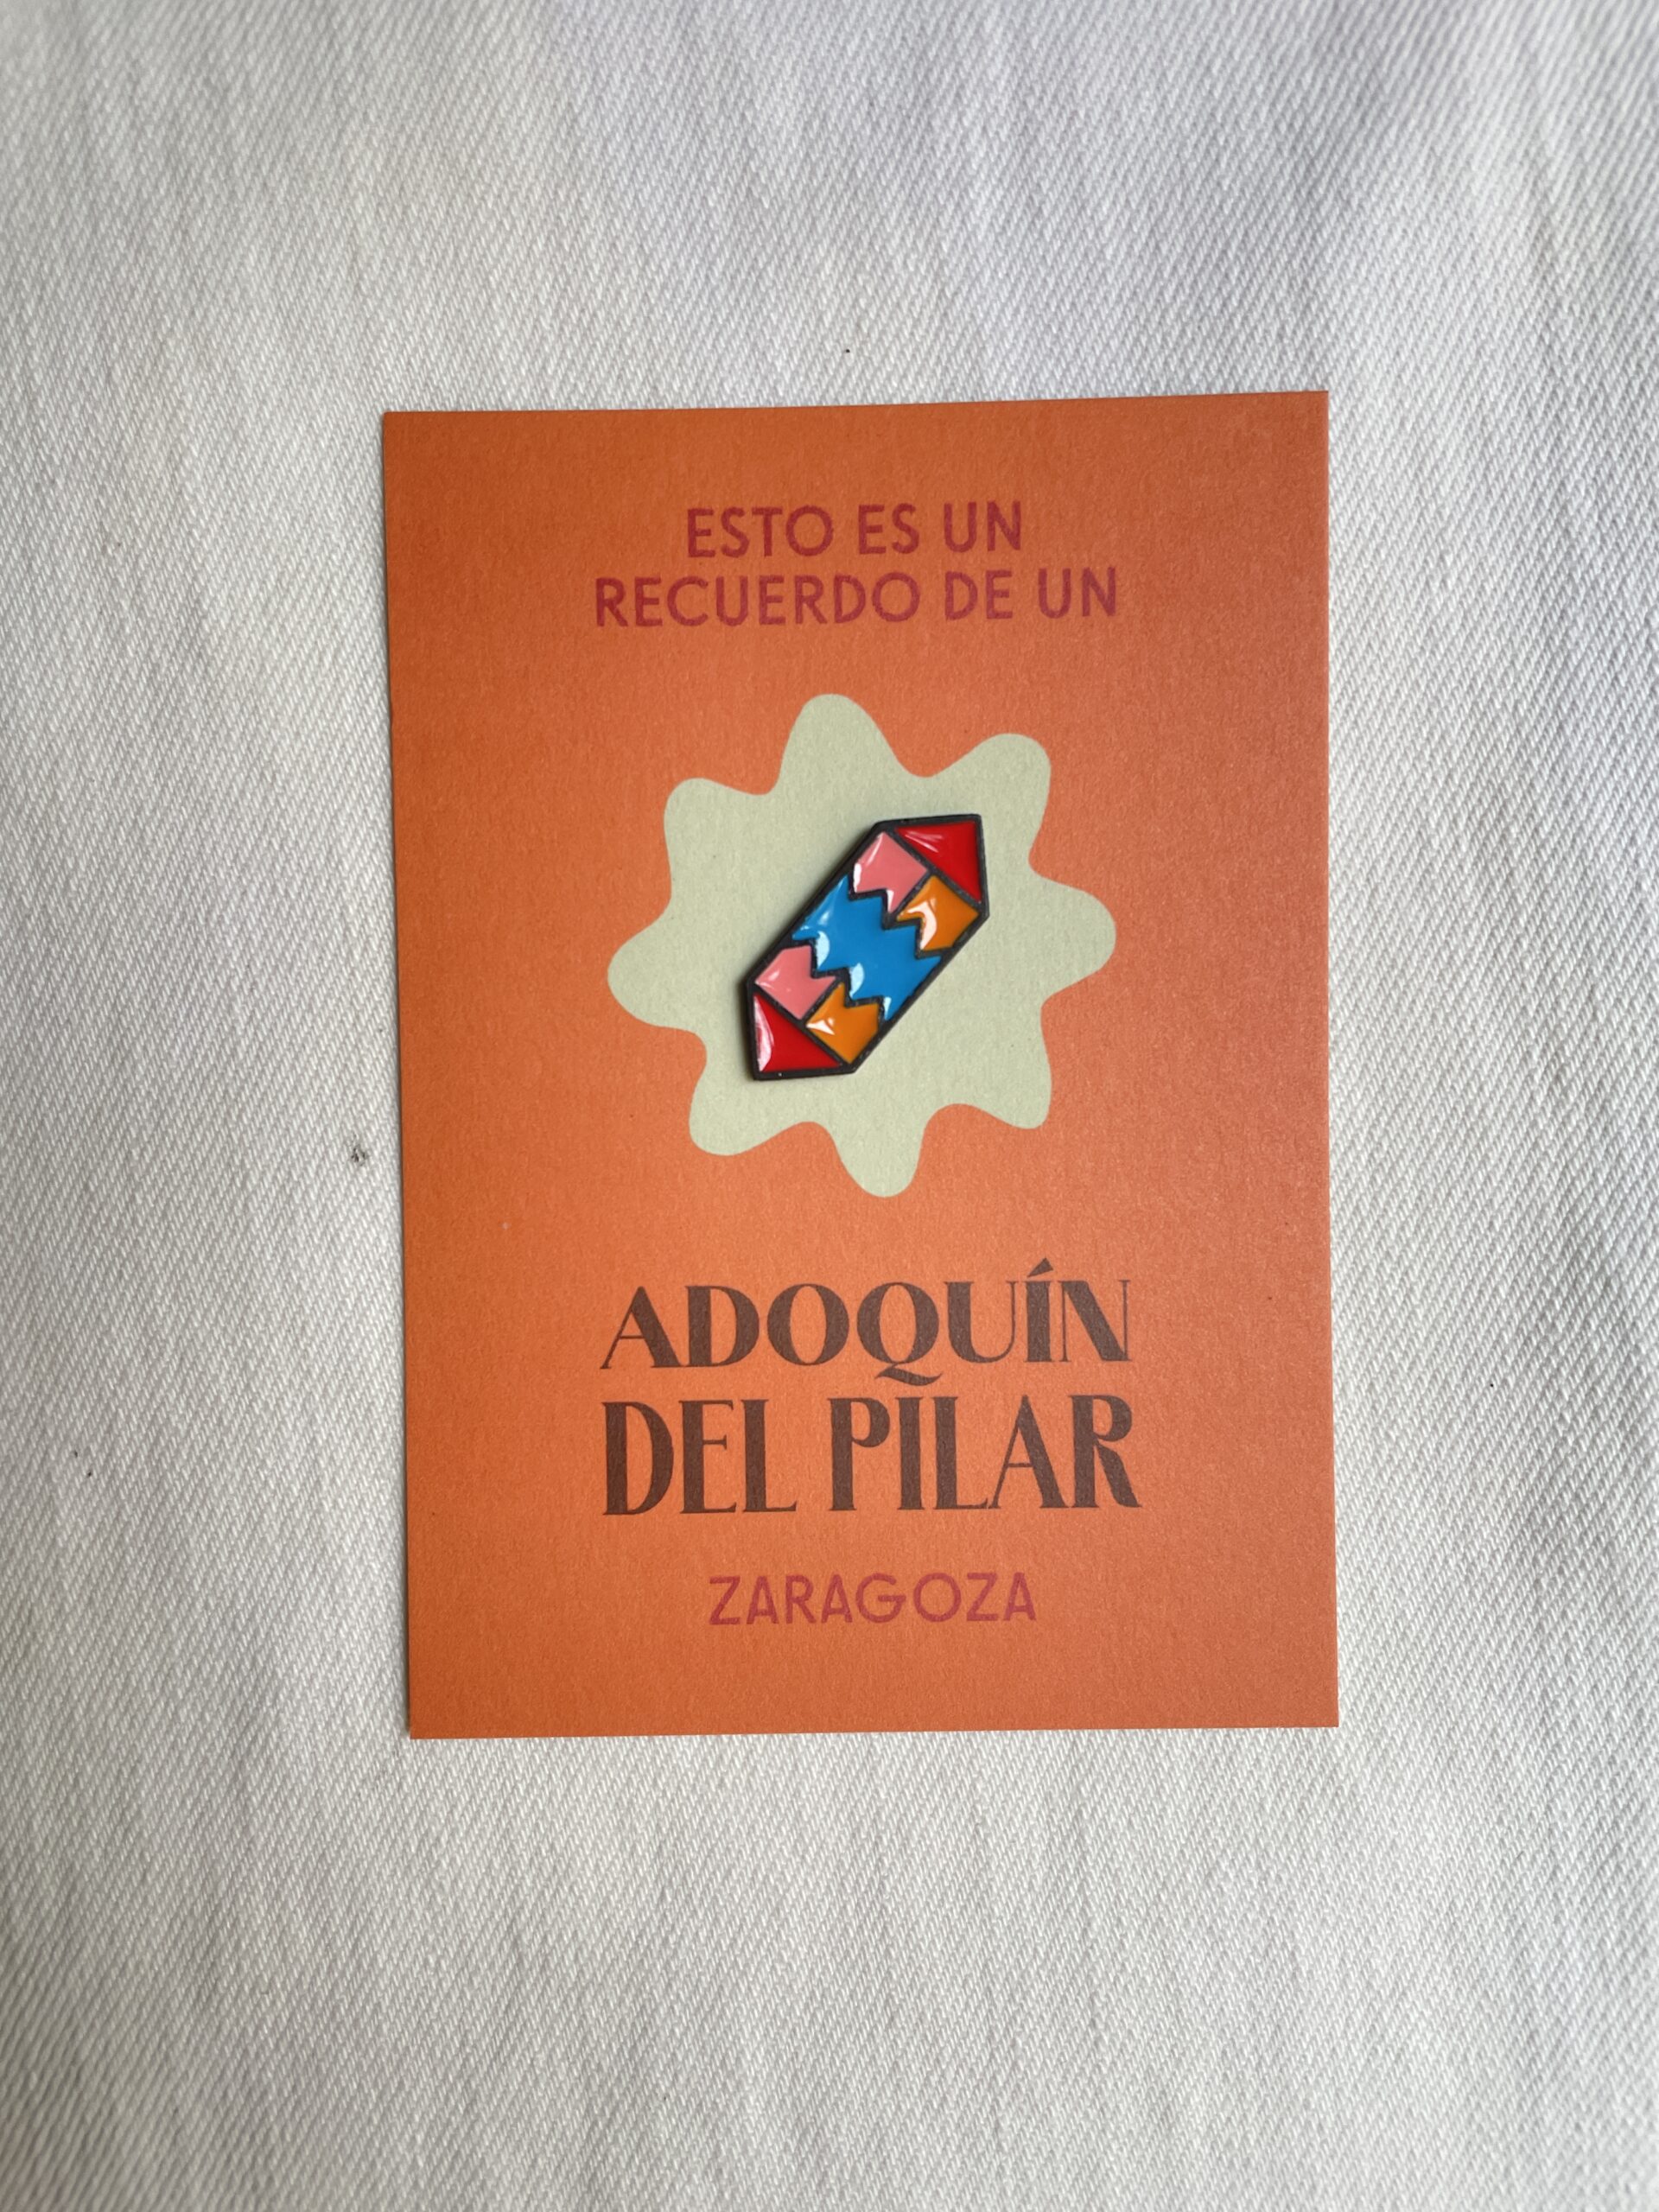 ESTO ES UN
RECUERDO DE UN
ADOQUÍN
DEL PILAR
ZARAGOZA